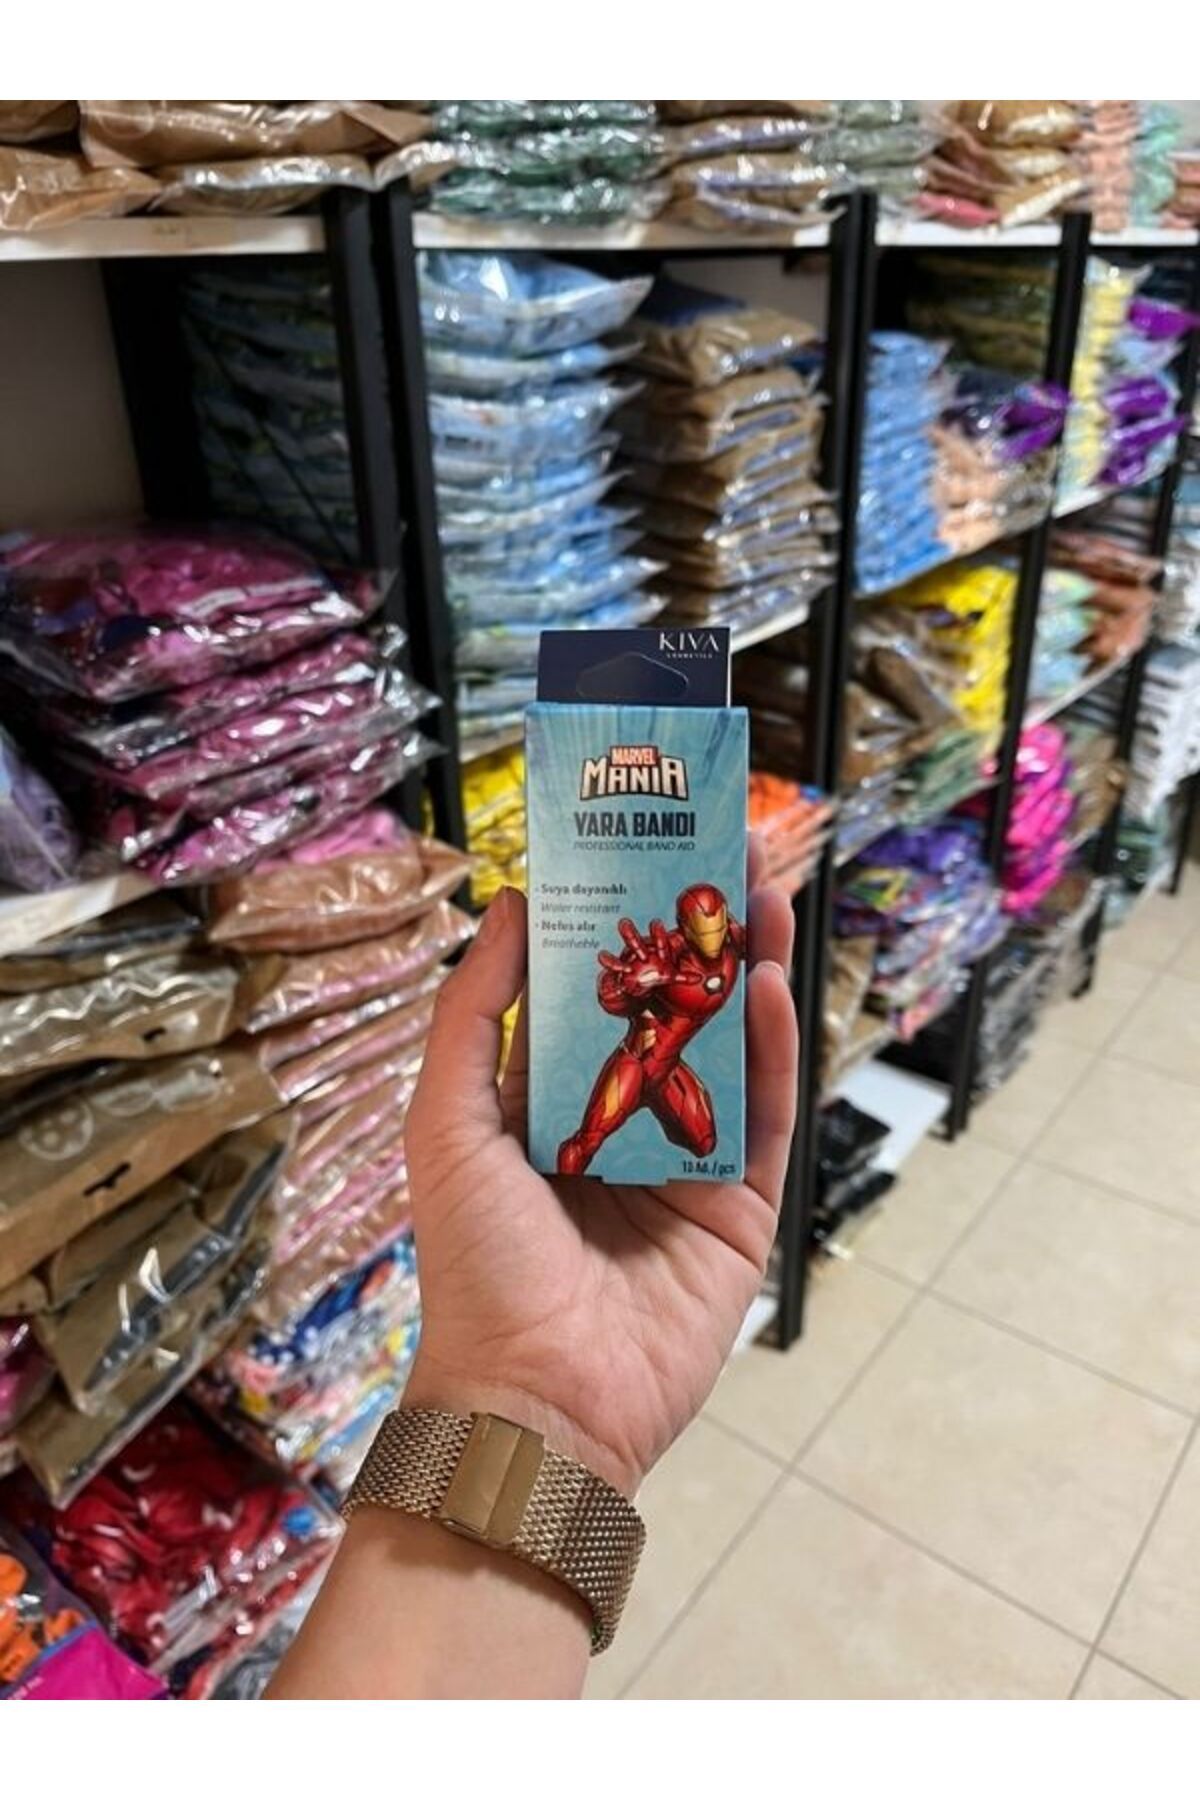 KIVA
COSMETICS
MARVEL
MANIA
YARA BANDI
PROFESSIONAL BAND AID
- Suya dayanıklı
Water resistant
- Nefes alır
Breathable
10 Ad. / pcs